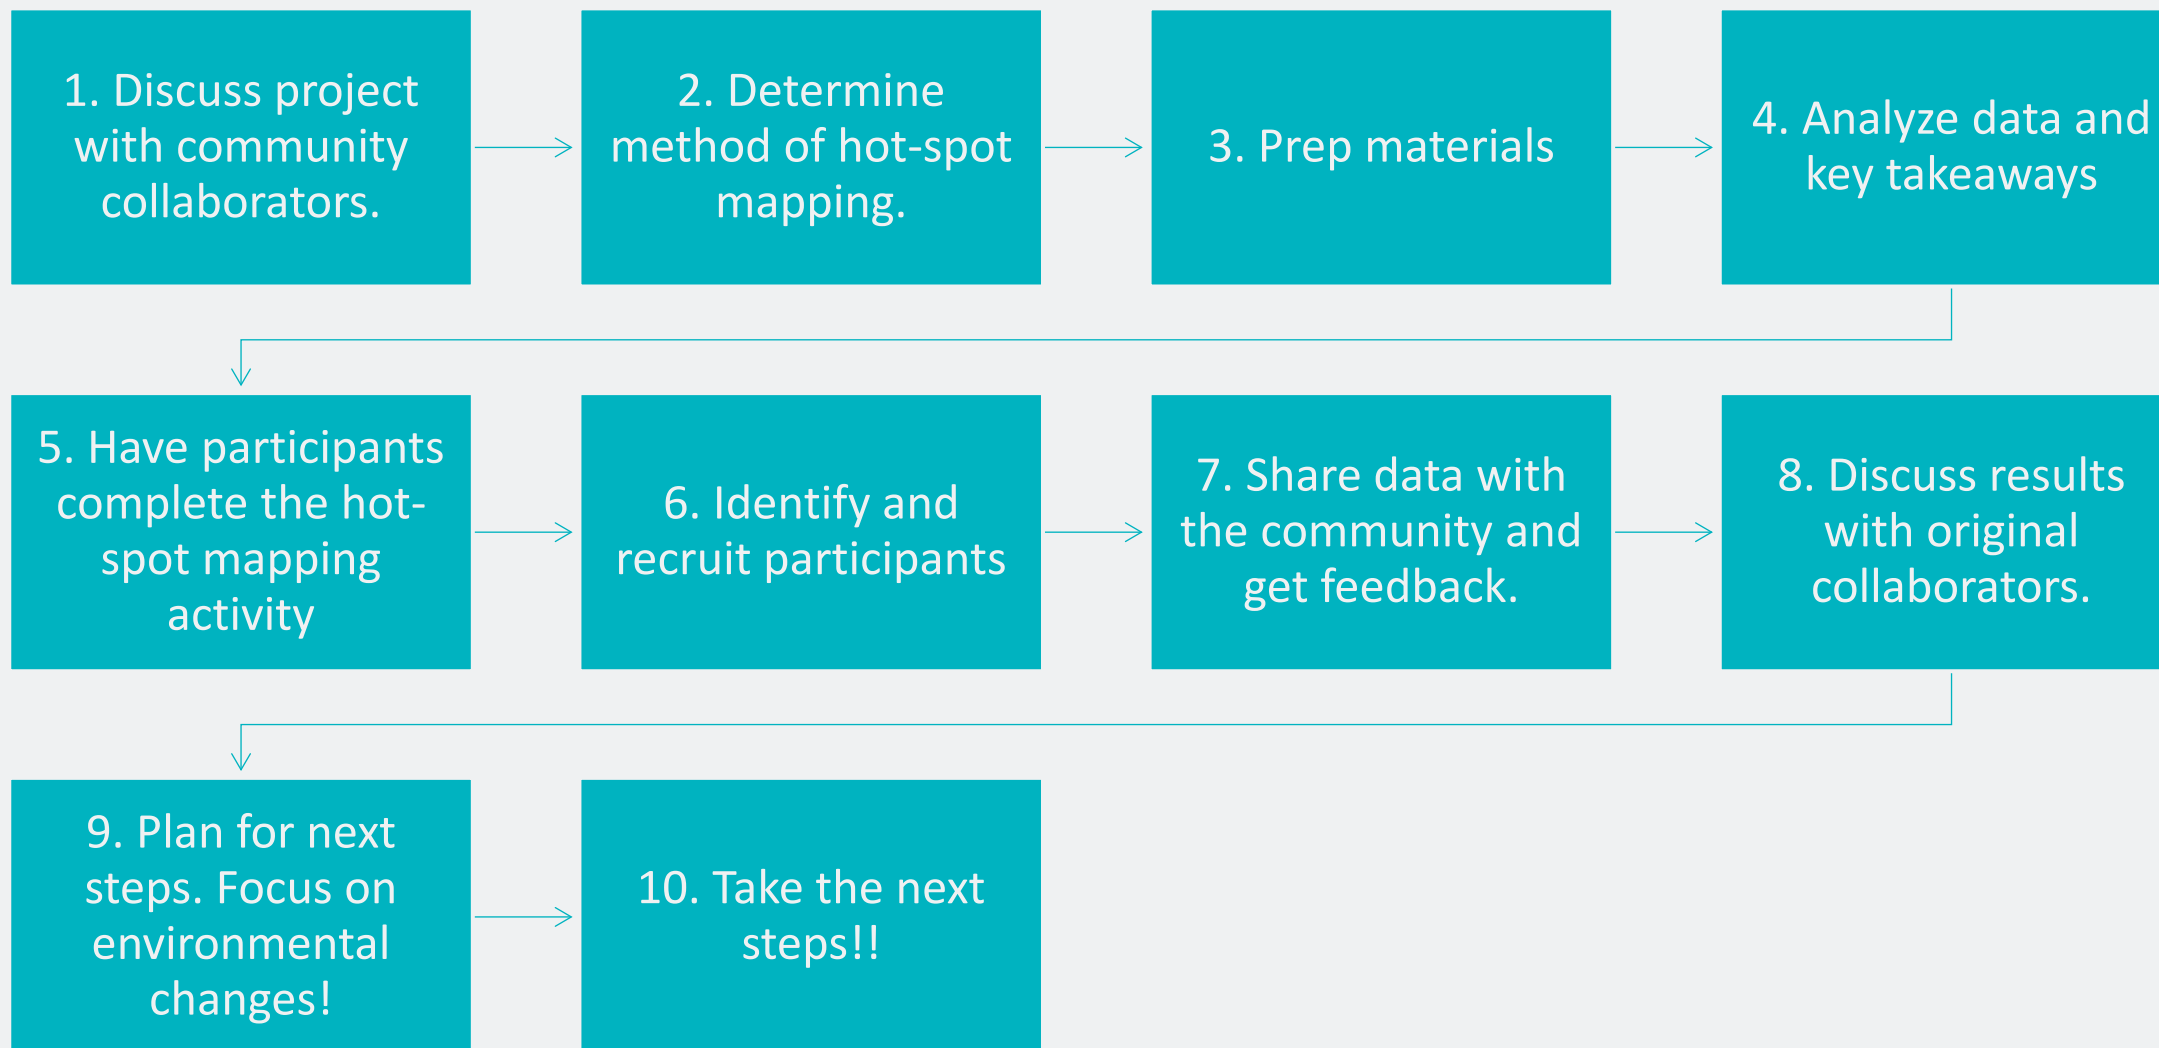 1. Discuss project
with community
collaborators.
2. Determine
method of hot-spot
mapping.
3. Prep materials
4. Analyze data and
key takeaways
5. Have participants
complete the hot-
spot mapping
activity
6. Identify and
recruit participants
7. Share data with
the community and
get feedback.
8. Discuss results
with original
collaborators.
9. Plan for next
steps. Focus on
environmental
changes!
10. Take the next
steps!!